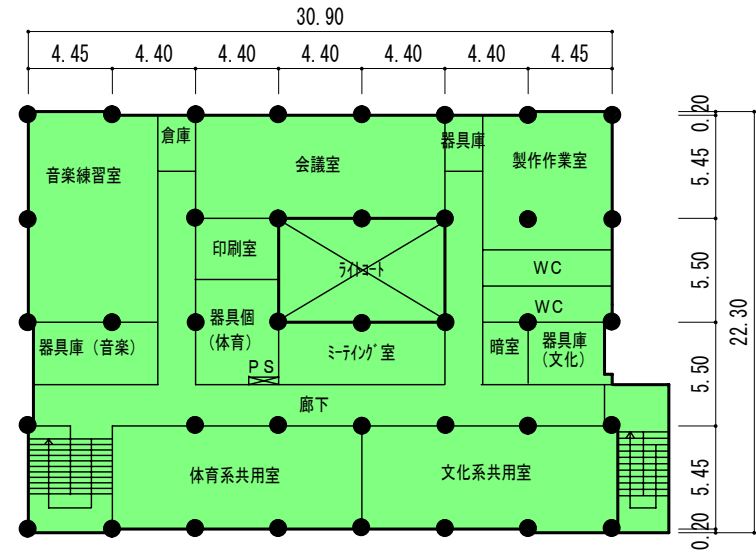 30.90
4.45 4.40 4.40 4.40 4.40 4.40 4.45
0.20
5.45
5.50
5.50
5.45
0.20
22.30
倉庫
器具庫
音楽練習室
会議室
製作作業室
印刷室
ﾗｲﾄｺｰﾄ
WC
WC
器具個
（体育）
器具庫（音楽）
ﾐｰﾃｨﾝｸﾞ室
暗室
器具庫
（文化）
PS
廊下
体育系共用室
文化系共用室